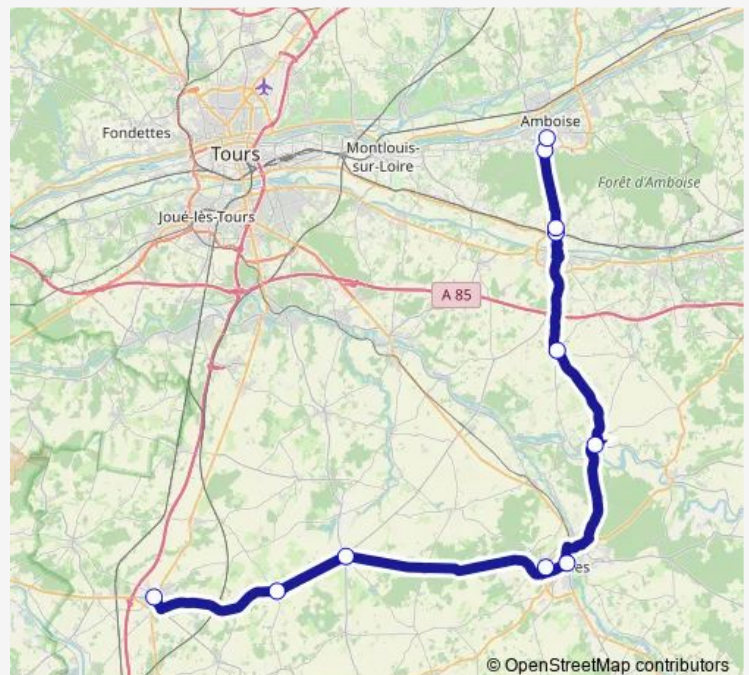 Amboise
Fondettes
Tours
Montlouis-
sur-Loire
Forêt d'Amboise
Joué-lès-Tours
A 85
es
© OpenStreetMap contributors